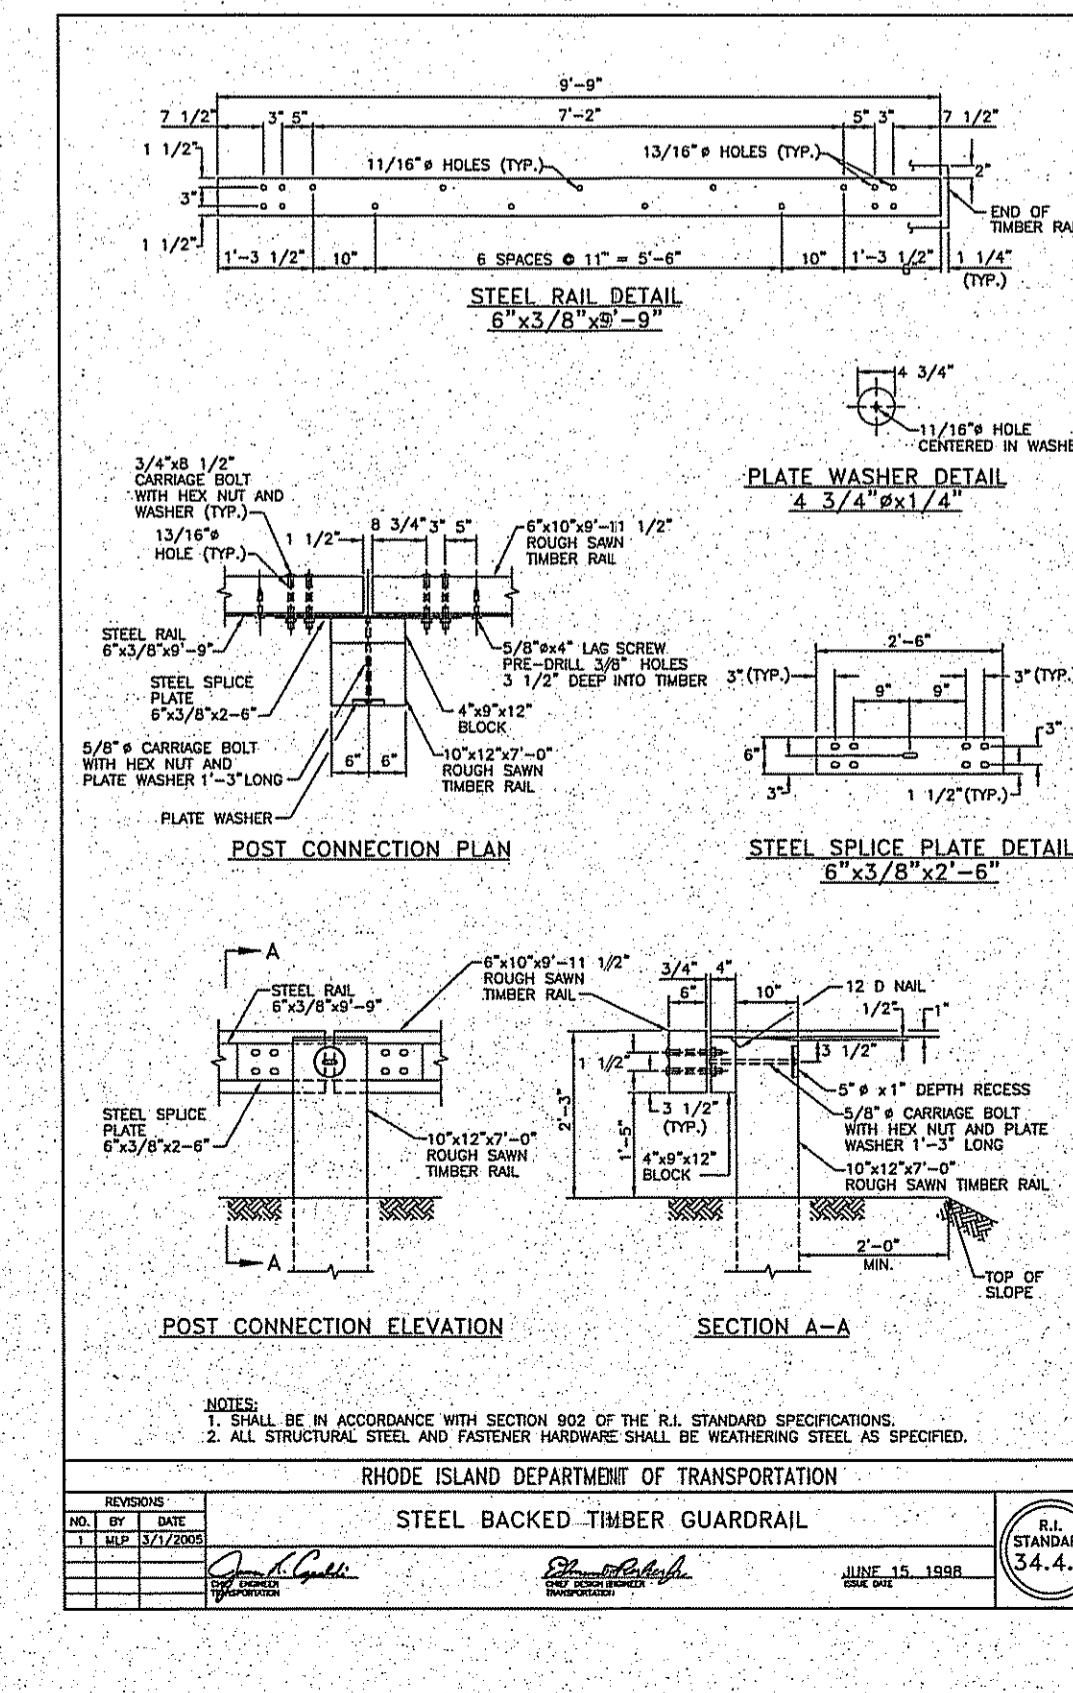 9'-9"
7 1/2" 3" 5" 7'-2" 5" 3" 7 1/2"
1 1/2"
11/16"ø HOLES (TYP.)
13/16"ø HOLES (TYP.)
2"
3"
END OF
TIMBER RA
1 1/2"
1'-3 1/2" 10" 6 SPACES @ 11" = 5'-6" 10" 1'-3 1/2" 1 1/4"
6"
(TYP.)
STEEL RAIL DETAIL
6"x3/8"x9'-9"
4 3/4"
11/16"ø HOLE
CENTERED IN WASHE
PLATE WASHER DETAIL
4 3/4"øx1/4"
3/4"x8 1/2"
CARRIAGE BOLT
WITH HEX NUT AND
WASHER (TYP.)
13/16"ø
HOLE (TYP.)
1 1/2"
8 3/4" 3" 5"
6"x10"x9'-11 1/2"
ROUGH SAWN
TIMBER RAIL
STEEL RAIL
6"x3/8"x9'-9"
STEEL SPLICE
PLATE
6"x3/8"x2-6"
5/8"øx4" LAG SCREW
PRE-DRILL 3/8" HOLES
3 1/2" DEEP INTO TIMBER
4"x9"x12"
BLOCK
5/8" ø CARRIAGE BOLT
WITH HEX NUT AND
PLATE WASHER 1'-3" LONG
6" 6"
10"x12"x7'-0"
ROUGH SAWN
TIMBER RAIL
PLATE WASHER
POST CONNECTION PLAN
2'-6"
3" (TYP.) 3" (TYP.)
9" 9"
3"
6"
3"
1 1/2" (TYP.)
STEEL SPLICE PLATE DETAIL
6"x3/8"x2'-6"
A
STEEL RAIL
6"x3/8"x9'-9"
6"x10"x9'-11 1/2"
ROUGH SAWN
TIMBER RAIL
STEEL SPLICE
PLATE
6"x3/8"x2-6"
10"x12"x7'-0"
ROUGH SAWN
TIMBER RAIL
A
POST CONNECTION ELEVATION
3/4" 4"
6" 10"
12 D NAIL
1/2" 1"
1 1/2"
3 1/2"
2'-3"
3 1/2"
(TYP.)
1'-5"
4"x9"x12"
BLOCK
5" ø x1" DEPTH RECESS
5/8" ø CARRIAGE BOLT
WITH HEX NUT AND PLATE
WASHER 1'-3" LONG
10"x12"x7'-0"
ROUGH SAWN TIMBER RAIL
2'-0"
MIN.
TOP OF
SLOPE
SECTION A-A
NOTES:
1. SHALL BE IN ACCORDANCE WITH SECTION 902 OF THE R.I. STANDARD SPECIFICATIONS.
2. ALL STRUCTURAL STEEL AND FASTENER HARDWARE SHALL BE WEATHERING STEEL AS SPECIFIED.
RHODE ISLAND DEPARTMENT OF TRANSPORTATION
REVISIONS
NO. BY DATE
1 MLP 3/1/2005
STEEL BACKED TIMBER GUARDRAIL
CHIEF ENGINEER
TRANSPORTATION
CHIEF DESIGN ENGINEER
TRANSPORTATION
JUNE 15, 1998
ISSUE DATE
R.I.
STANDAR
34.4.